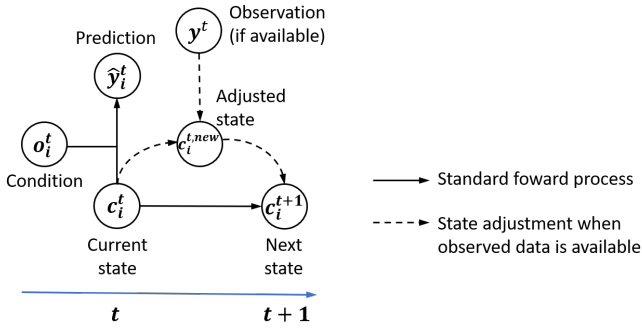 Observation
(if available)
Prediction
y^t
ŷ_i^t
Adjusted
state
o_i^t
c_i^{t,new}
Condition
c_i^t
c_i^{t+1}
Current
state
Next
state
t
t + 1
Standard foward process
State adjustment when
observed data is available